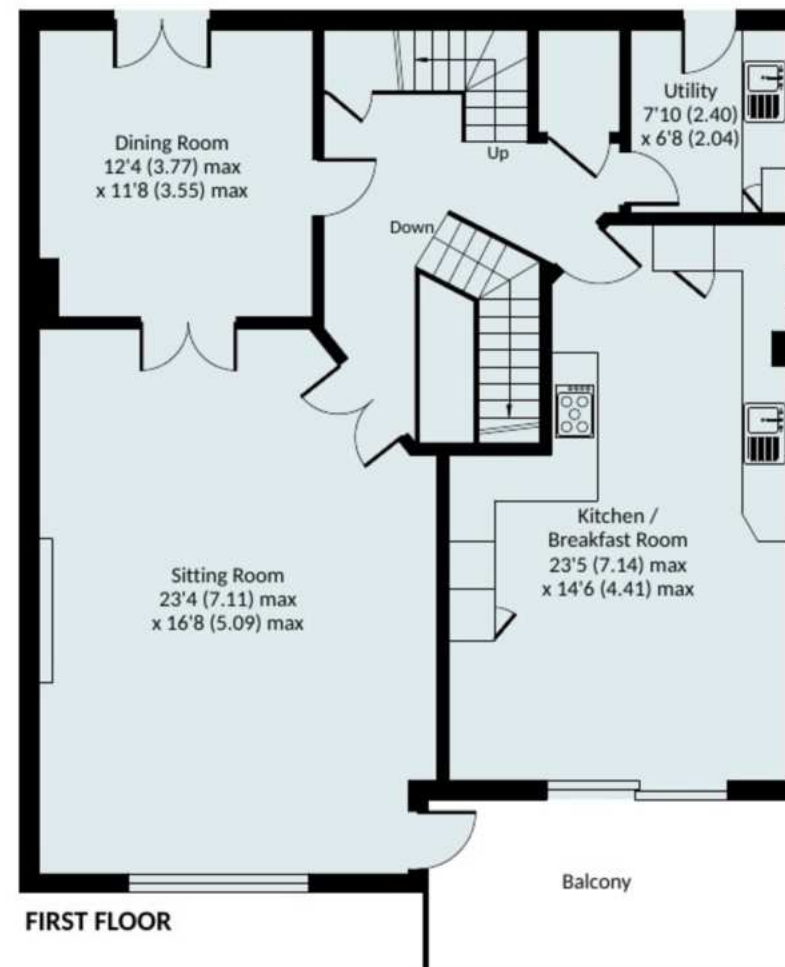 Utility
7'10 (2.40)
x 6'8 (2.04)
Dining Room
12'4 (3.77) max
x 11'8 (3.55) max
Up
Down
Kitchen /
Breakfast Room
23'5 (7.14) max
x 14'6 (4.41) max
Sitting Room
23'4 (7.11) max
x 16'8 (5.09) max
Balcony
FIRST FLOOR